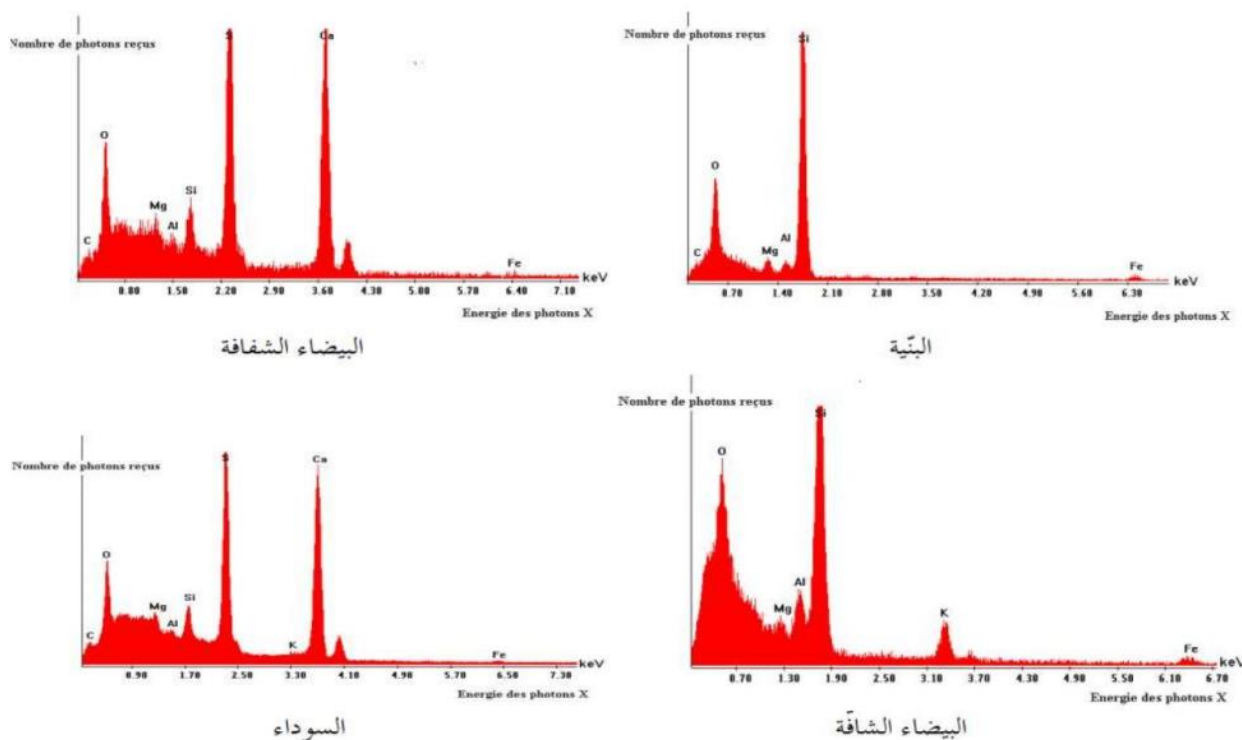 Nombre de photons reçus
S
Ca
O
Mg
Si
C
Al
Fe
keV
0.80 1.50 2.20 2.90 3.60 4.30 5.00 5.70 6.40 7.10
Energie des photons X
البيضاء الشفافة
Nombre de photons reçus
Si
O
C
Mg
Al
Fe
keV
0.70 1.40 2.10 2.80 3.50 4.20 4.90 5.60 6.30
Energie des photons X
البنّية
Nombre de photons reçus
S
Ca
O
Mg
Si
C
Al
K
Fe
keV
0.90 1.70 2.50 3.30 4.10 4.90 5.70 6.50 7.30
Energie des photons X
السوداء
Nombre de photons reçus
Si
O
Al
Mg
K
Fe
keV
0.70 1.30 1.90 2.50 3.10 3.70 4.30 4.90 5.50 6.10 6.70
Energie des photons X
البيضاء الشافّة